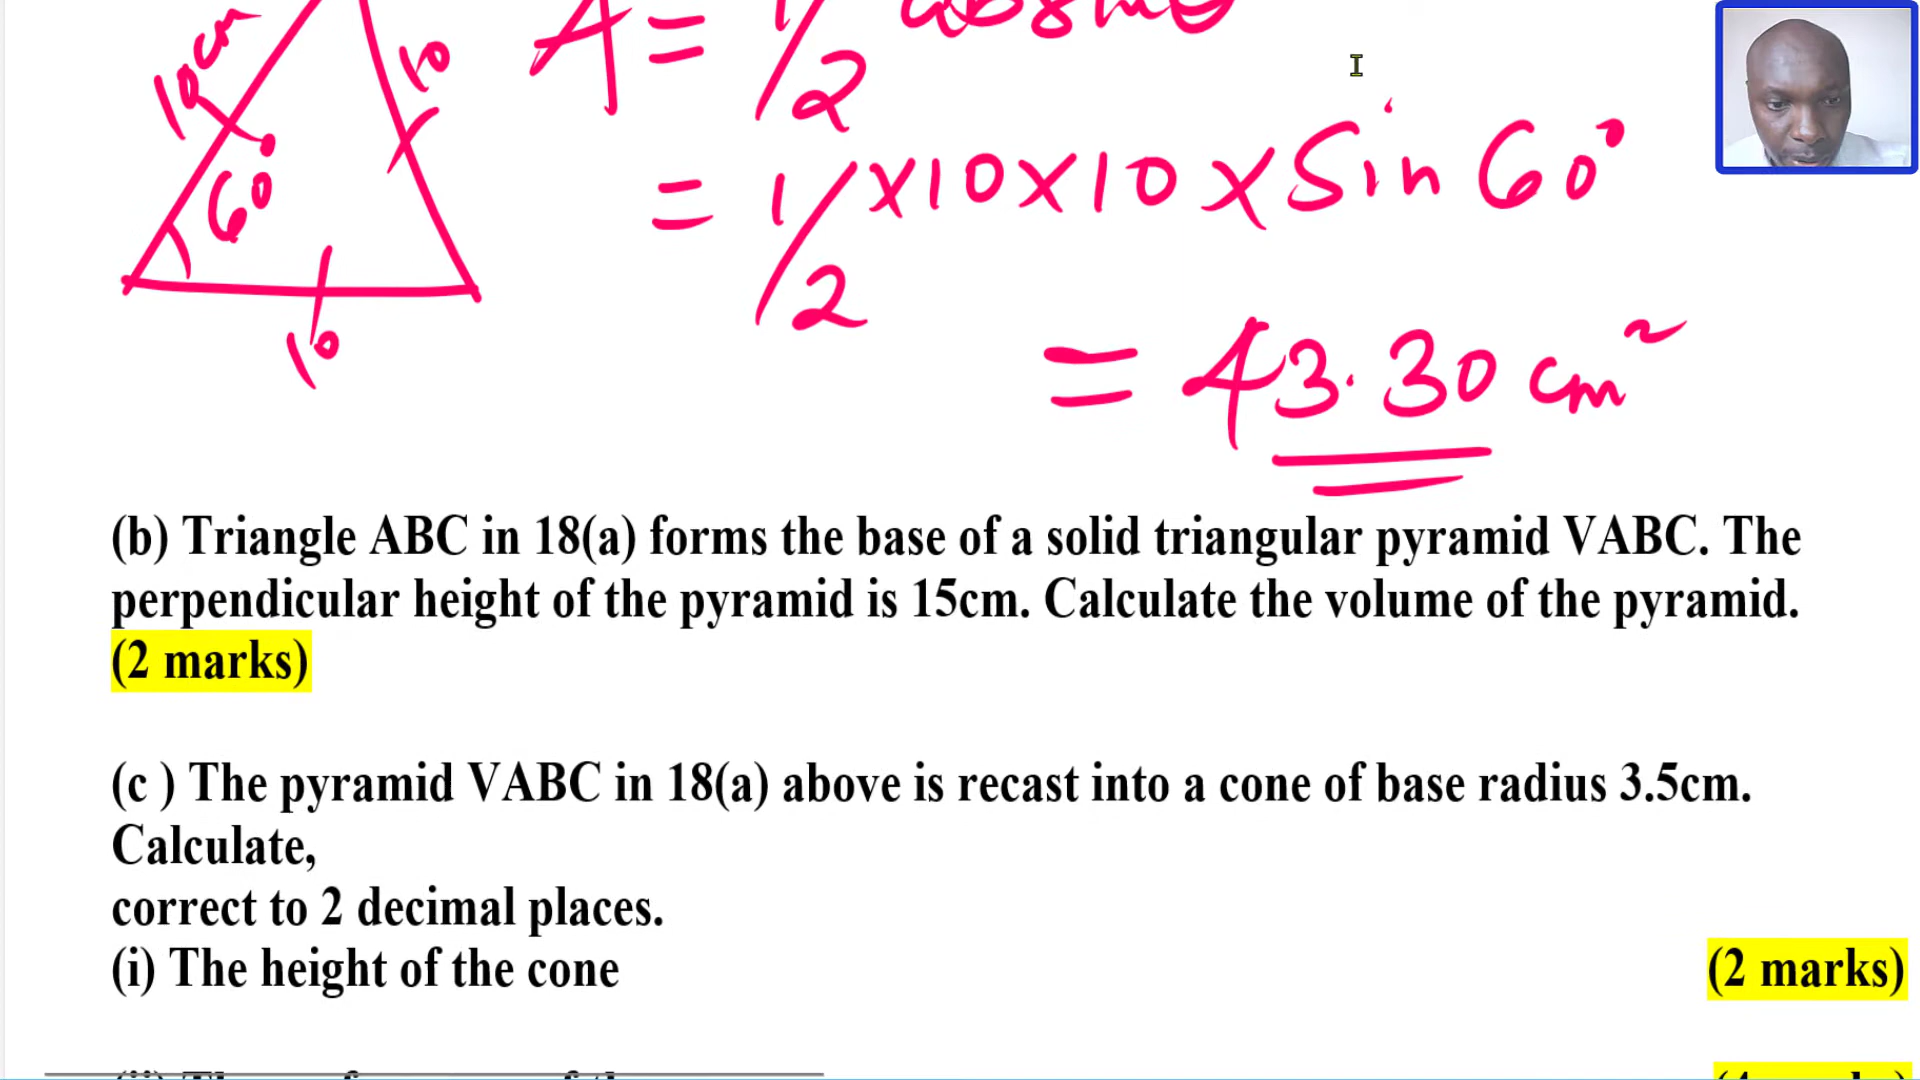 10cm
10
A = 1/2 absinθ
60°
= 1/2 ×10×10 × Sin 60°
10
= 43.30 cm²
(b) Triangle ABC in 18(a) forms the base of a solid triangular pyramid VABC. The
perpendicular height of the pyramid is 15cm. Calculate the volume of the pyramid.
(2 marks)
(c ) The pyramid VABC in 18(a) above is recast into a cone of base radius 3.5cm.
Calculate,
correct to 2 decimal places.
(i) The height of the cone (2 marks)